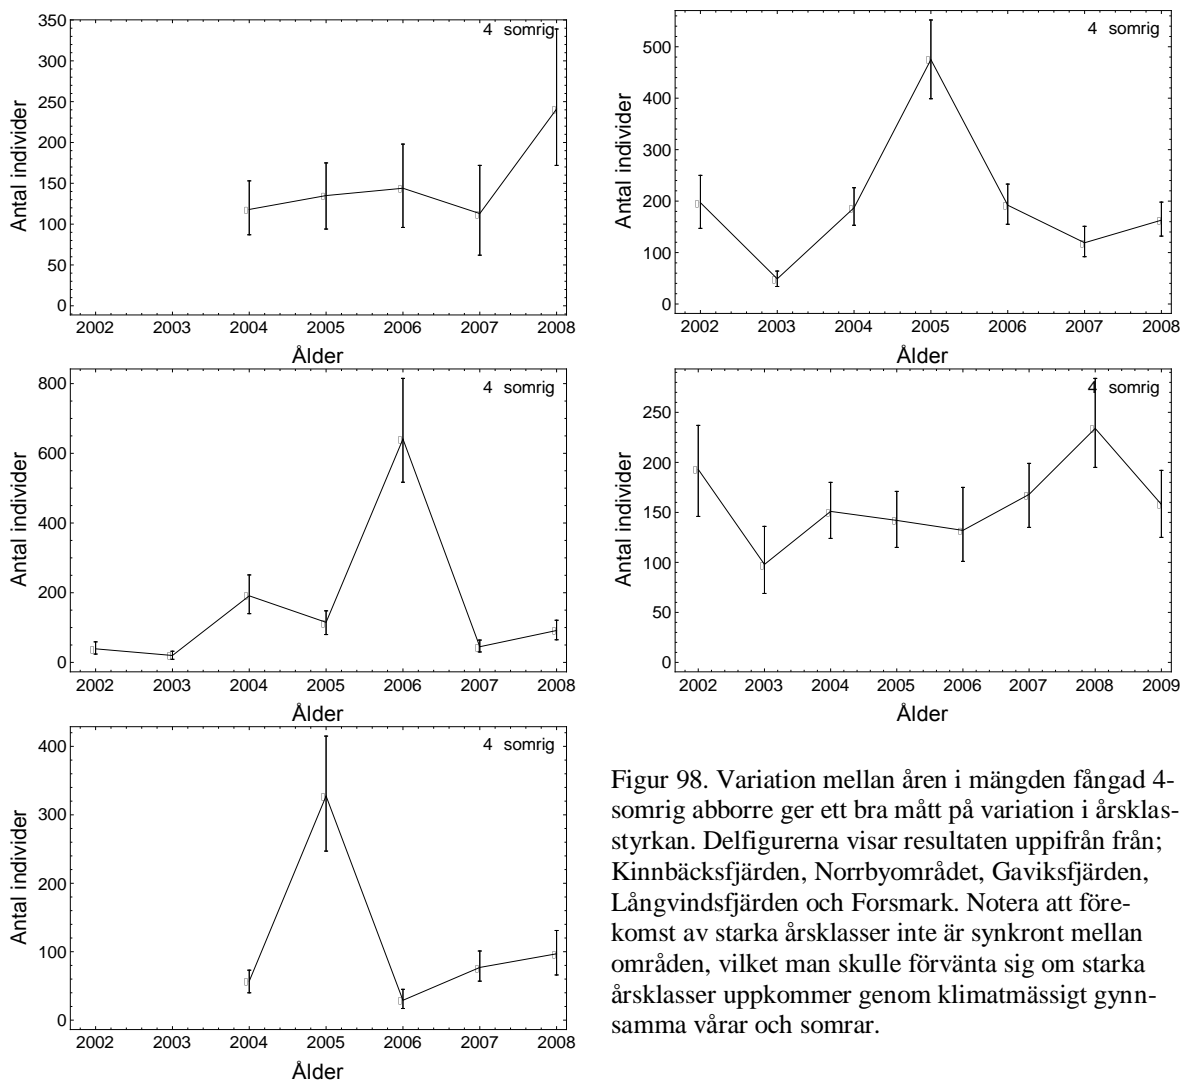 350
300
250
200
150
100
50
0
Antal individer
4 somrig
2002 2003 2004 2005 2006 2007 2008
Ålder
500
400
300
200
100
0
Antal individer
4 somrig
2002 2003 2004 2005 2006 2007 2008
Ålder
800
600
400
200
0
Antal individer
4 somrig
2002 2003 2004 2005 2006 2007 2008
Ålder
250
200
150
100
50
0
Antal individer
4 somrig
2002 2003 2004 2005 2006 2007 2008 2009
Ålder
400
300
200
100
0
Antal individer
4 somrig
2002 2003 2004 2005 2006 2007 2008
Ålder
Figur 98. Variation mellan åren i mängden fångad 4-
somrig abborre ger ett bra mått på variation i årsklas-
styrkan. Delfigurerna visar resultaten uppifrån från;
Kinnbäcksfjärden, Norrbyområdet, Gaviksfjärden,
Långvindsfjärden och Forsmark. Notera att före-
komst av starka årsklasser inte är synkront mellan
områden, vilket man skulle förvänta sig om starka
årsklasser uppkommer genom klimatmässigt gynn-
samma vårar och somrar.